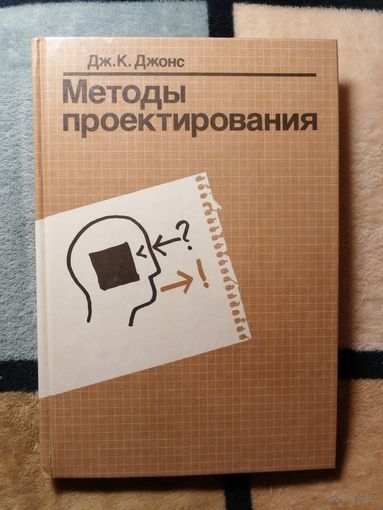 Дж.К.Джонс
Методы
проектирования
?
!